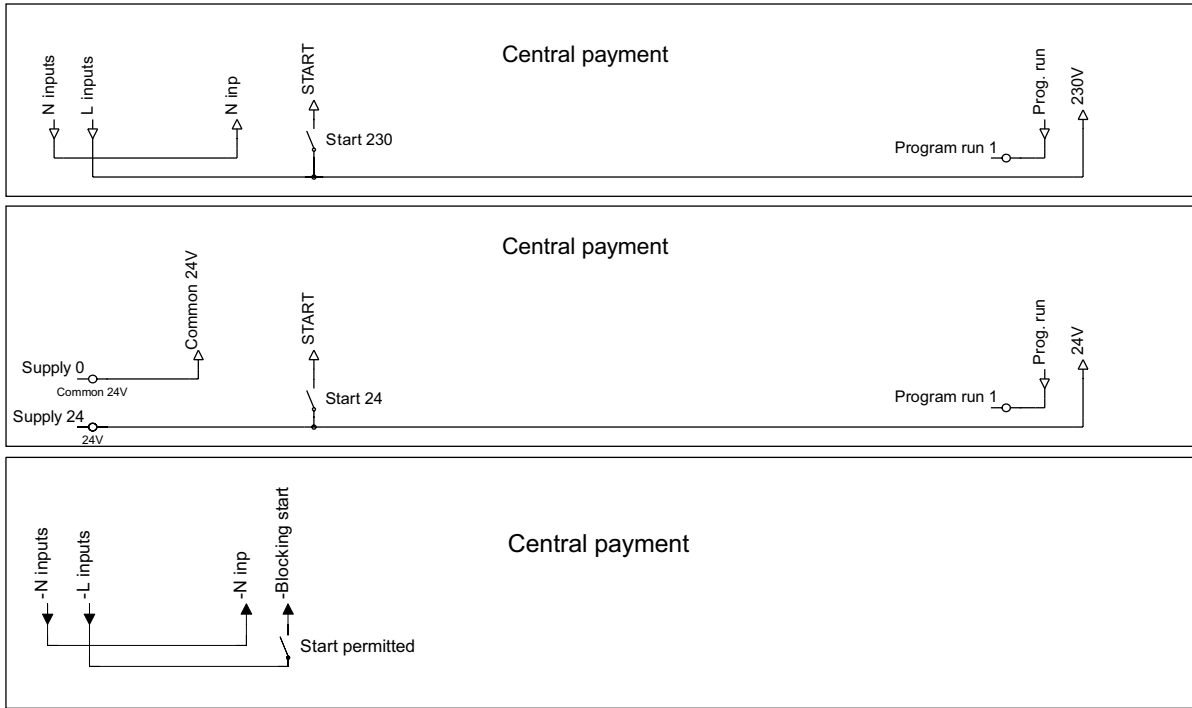 Central payment
N inputs
L inputs
N inp
START
Start 230
Program run 1
Prog. run
230V
Central payment
Common 24V
START
Supply 0
Common 24V
Supply 24
24V
Start 24
Program run 1
Prog. run
24V
Central payment
-N inputs
-L inputs
-N inp
-Blocking start
Start permitted